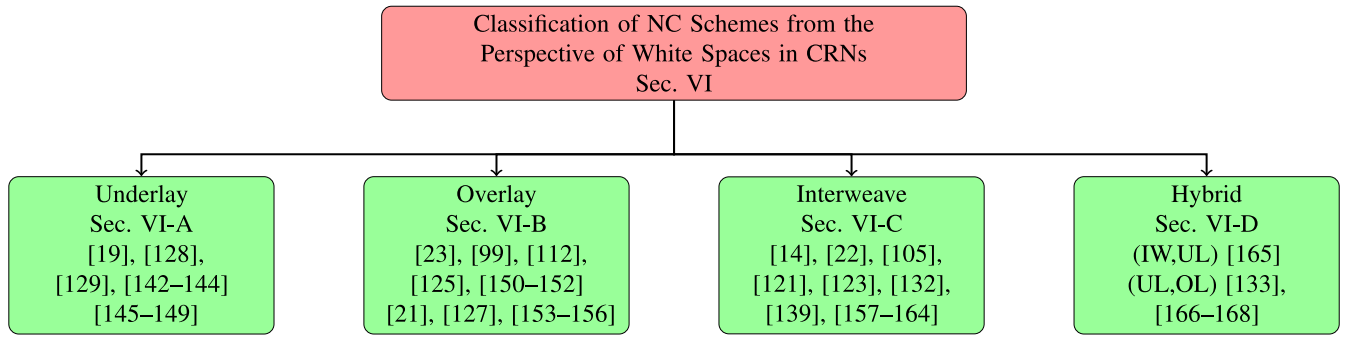 Classification of NC Schemes from the
Perspective of White Spaces in CRNs
Sec. VI
Underlay
Sec. VI-A
[19], [128],
[129], [142–144]
[145–149]
Overlay
Sec. VI-B
[23], [99], [112],
[125], [150–152]
[21], [127], [153–156]
Interweave
Sec. VI-C
[14], [22], [105],
[121], [123], [132],
[139], [157–164]
Hybrid
Sec. VI-D
(IW,UL) [165]
(UL,OL) [133],
[166–168]